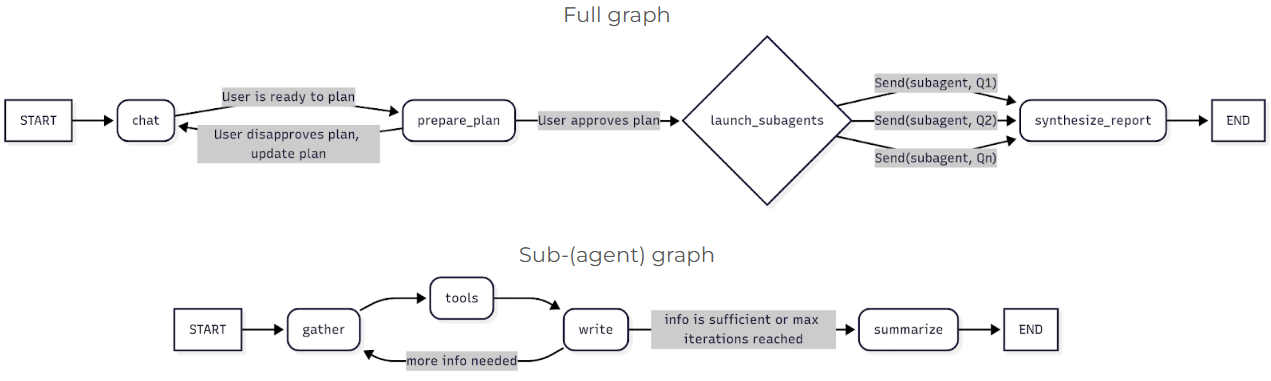 Full graph
START
chat
User is ready to plan
User disapproves plan,
update plan
prepare_plan
User approves plan
launch_subagents
Send(subagent, Q1)
Send(subagent, Q2)
Send(subagent, Qn)
synthesize_report
END
Sub-(agent) graph
START
gather
tools
more info needed
write
info is sufficient or max
iterations reached
summarize
END